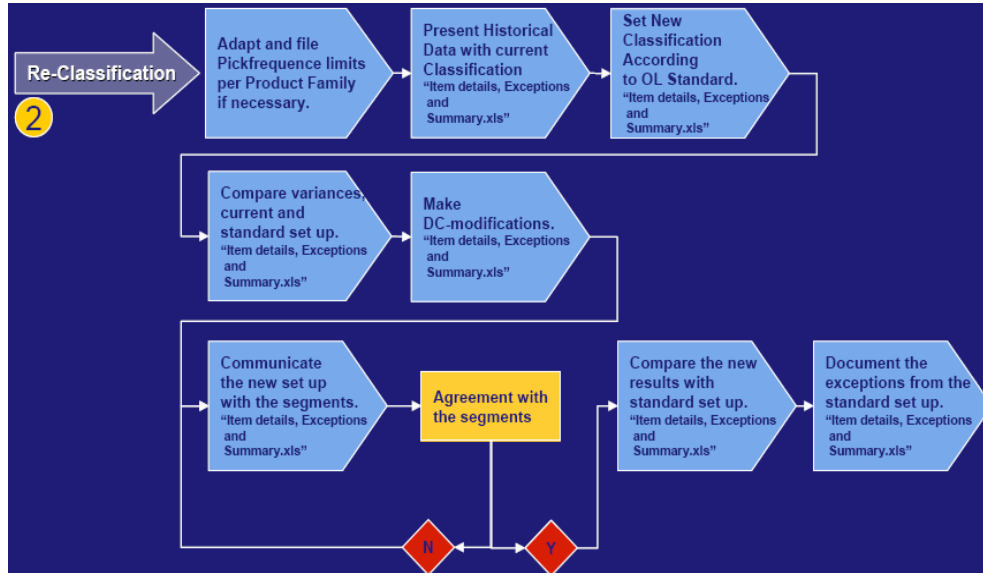 Re-Classification
2
Adapt and file
Pickfrequence limits
per Product Family
if necessary.
Present Historical
Data with current
Classification
"Item details, Exceptions
and
Summary.xls"
Set New
Classification
According
to OL Standard.
"Item details, Exceptions
and
Summary.xls"
Compare variances,
current and
standard set up.
"Item details, Exceptions
and
Summary.xls"
Make
DC-modifications.
"Item details, Exceptions
and
Summary.xls"
Communicate
the new set up
with the segments.
"Item details, Exceptions
and
Summary.xls"
Agreement with
the segments
N
Y
Compare the new
results with
standard set up.
"Item details, Exceptions
and
Summary.xls"
Document the
exceptions from the
standard set up.
"Item details, Exceptions
and
Summary.xls"